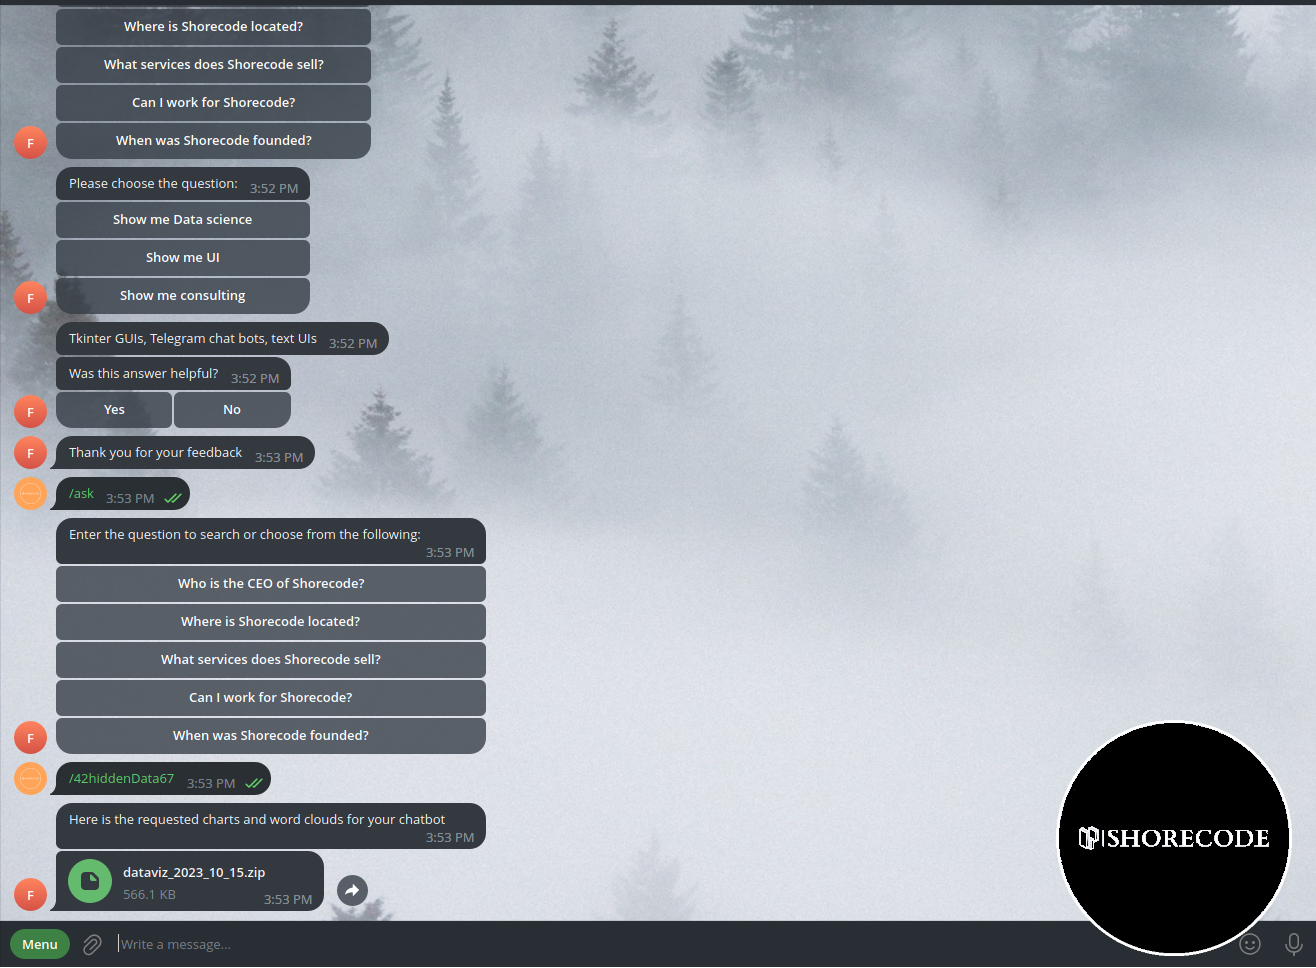 Where is Shorecode located?
What services does Shorecode sell?
Can I work for Shorecode?
When was Shorecode founded?
F
Please choose the question: 3:52 PM
Show me Data science
Show me UI
Show me consulting
F
Tkinter GUIs, Telegram chat bots, text UIs 3:52 PM
Was this answer helpful? 3:52 PM
Yes No
F
Thank you for your feedback 3:53 PM
F
/ask 3:53 PM
Enter the question to search or choose from the following:
3:53 PM
Who is the CEO of Shorecode?
Where is Shorecode located?
What services does Shorecode sell?
Can I work for Shorecode?
When was Shorecode founded?
F
/42hiddenData67 3:53 PM
Here is the requested charts and word clouds for your chatbot
3:53 PM
dataviz_2023_10_15.zip
566.1 KB 3:53 PM
F
SHORECODE
Menu Write a message...